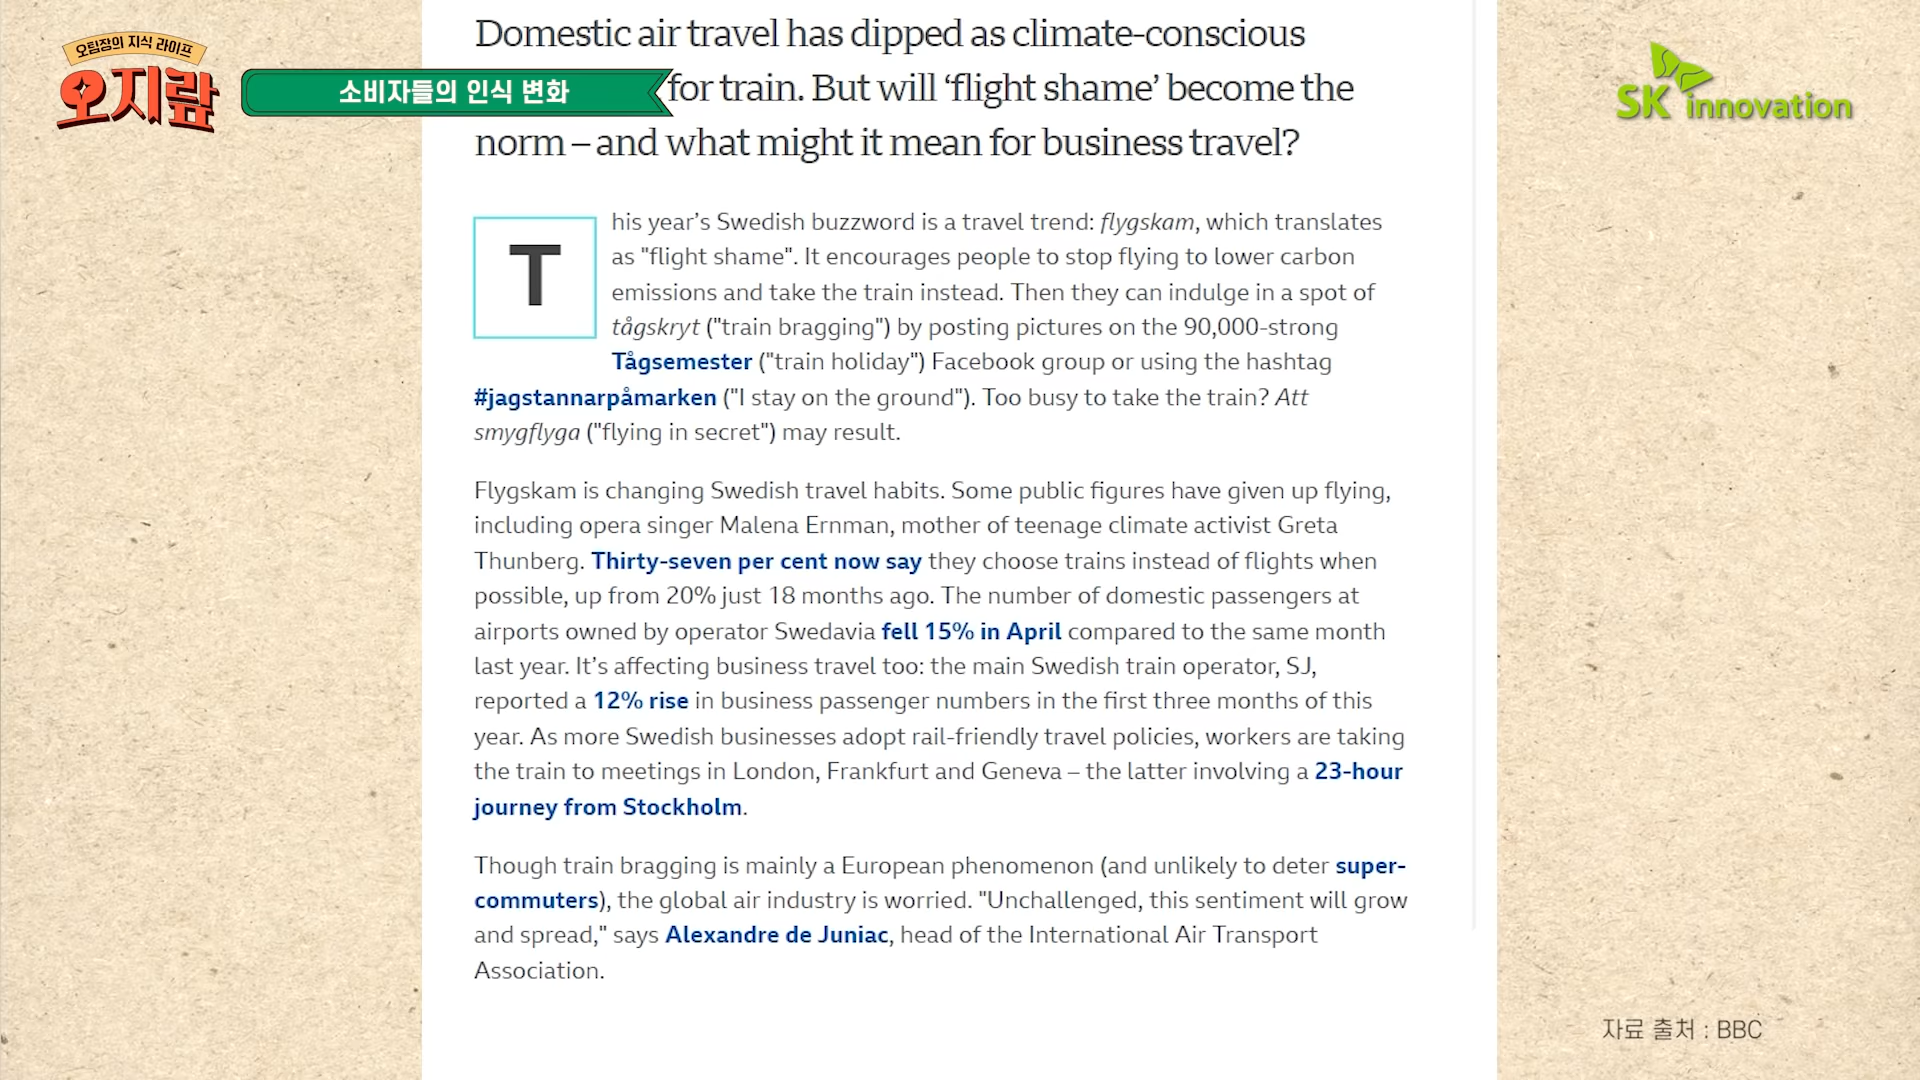 오팀장의 지식 라이프
오지랖
소비자들의 인식 변화
SK innovation
Domestic air travel has dipped as climate-conscious
for train. But will ‘flight shame’ become the
norm – and what might it mean for business travel?
This year’s Swedish buzzword is a travel trend: flygskam, which translates
as "flight shame". It encourages people to stop flying to lower carbon
emissions and take the train instead. Then they can indulge in a spot of
tågskryt ("train bragging") by posting pictures on the 90,000-strong
Tågsemester ("train holiday") Facebook group or using the hashtag
#jagstannarpåmarken ("I stay on the ground"). Too busy to take the train? Att
smygflyga ("flying in secret") may result.
Flygskam is changing Swedish travel habits. Some public figures have given up flying,
including opera singer Malena Ernman, mother of teenage climate activist Greta
Thunberg. Thirty-seven per cent now say they choose trains instead of flights when
possible, up from 20% just 18 months ago. The number of domestic passengers at
airports owned by operator Swedavia fell 15% in April compared to the same month
last year. It’s affecting business travel too: the main Swedish train operator, SJ,
reported a 12% rise in business passenger numbers in the first three months of this
year. As more Swedish businesses adopt rail-friendly travel policies, workers are taking
the train to meetings in London, Frankfurt and Geneva – the latter involving a 23-hour
journey from Stockholm.
Though train bragging is mainly a European phenomenon (and unlikely to deter super-
commuters), the global air industry is worried. "Unchallenged, this sentiment will grow
and spread," says Alexandre de Juniac, head of the International Air Transport
Association.
자료 출처 : BBC